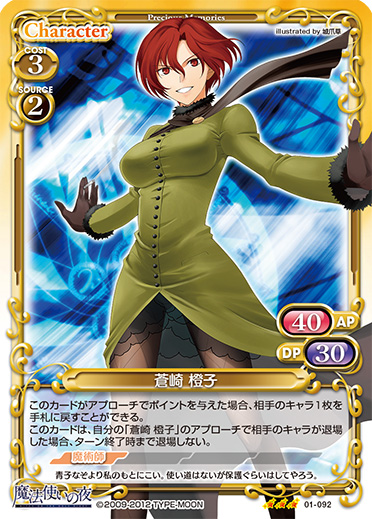 Precious Memories
Character
illustrated by 城爪草
COST
3
SOURCE
2
40 AP
DP 30
蒼崎 橙子
このカードがアプローチでポイントを与えた場合、相手のキャラ1枚を
手札に戻すことができる。
このカードは、自分の「蒼崎 橙子」のアプローチで相手のキャラが退場
した場合、ターン終了時まで退場しない。
魔術師
青子なぞより私のもとにこい。使い道はないが保護ぐらいはしてやろう。
魔法使いの夜
©2009-2012 TYPE-MOON
01-092